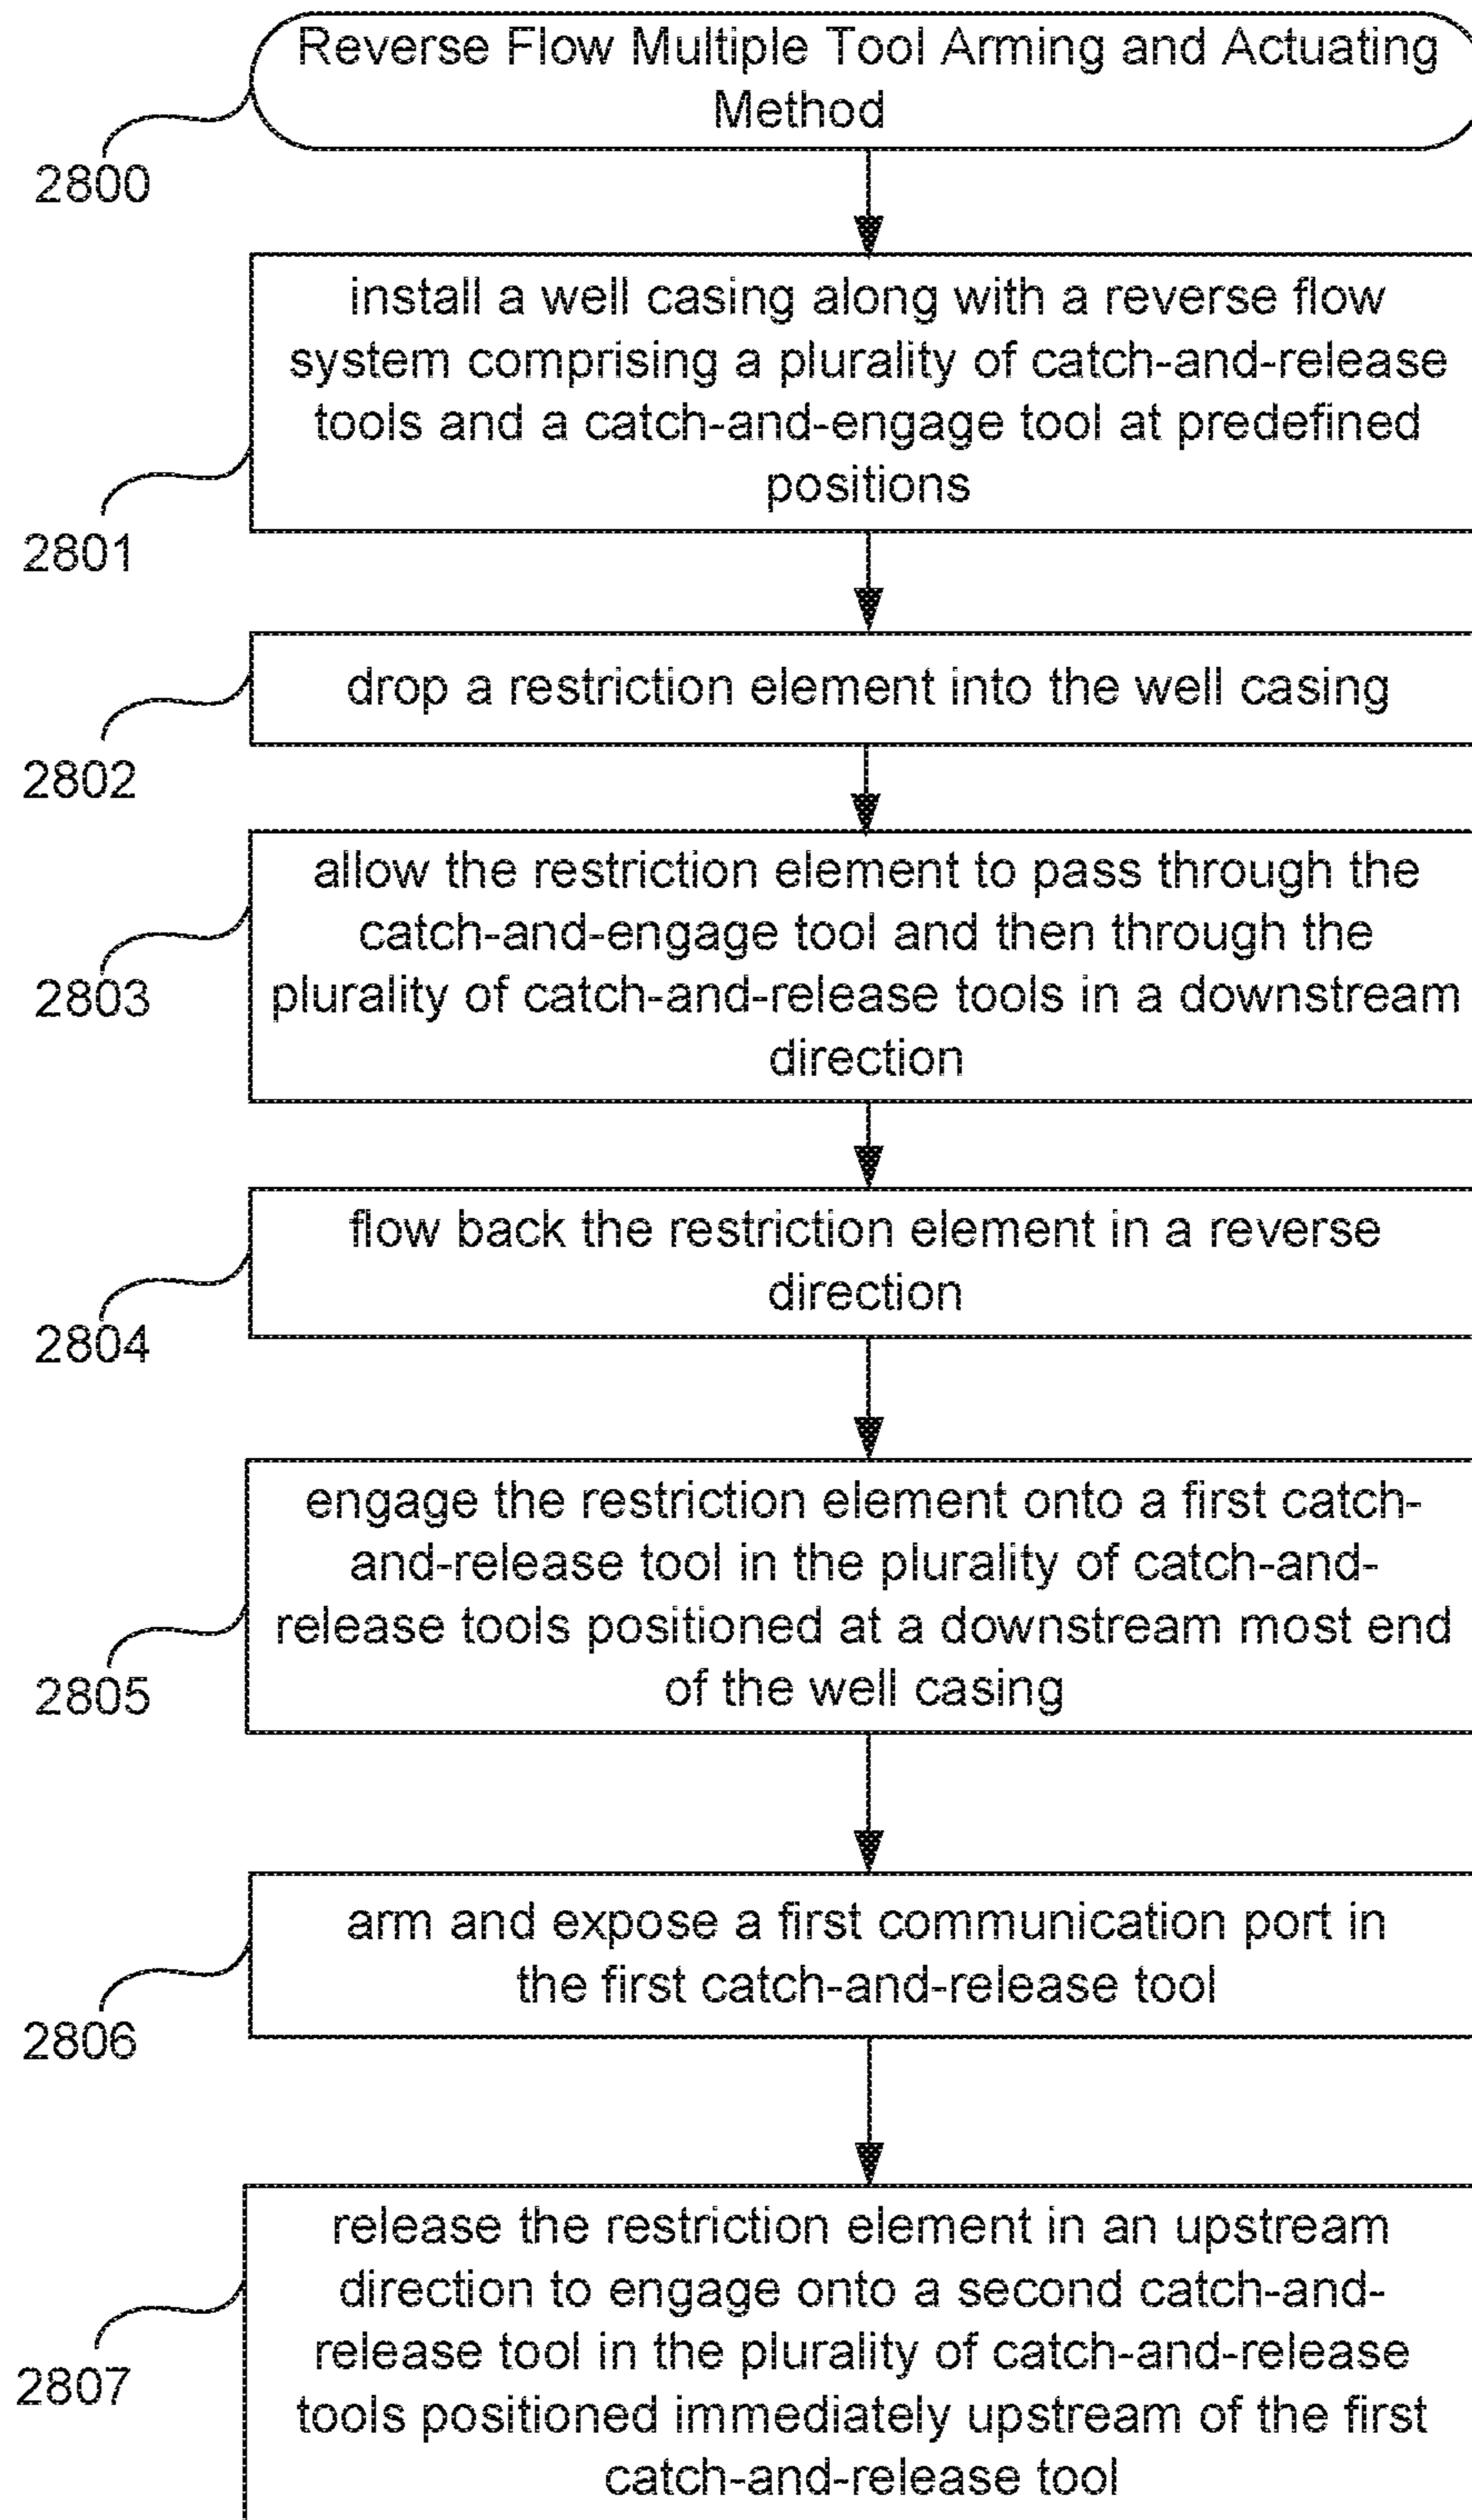 Reverse Flow Multiple Tool Arming and Actuating
Method
2800
install a well casing along with a reverse flow
system comprising a plurality of catch-and-release
tools and a catch-and-engage tool at predefined
positions
2801
drop a restriction element into the well casing
2802
allow the restriction element to pass through the
catch-and-engage tool and then through the
plurality of catch-and-release tools in a downstream
direction
2803
flow back the restriction element in a reverse
direction
2804
engage the restriction element onto a first catch-
and-release tool in the plurality of catch-and-
release tools positioned at a downstream most end
of the well casing
2805
arm and expose a first communication port in
the first catch-and-release tool
2806
release the restriction element in an upstream
direction to engage onto a second catch-and-
release tool in the plurality of catch-and-release
tools positioned immediately upstream of the first
catch-and-release tool
2807